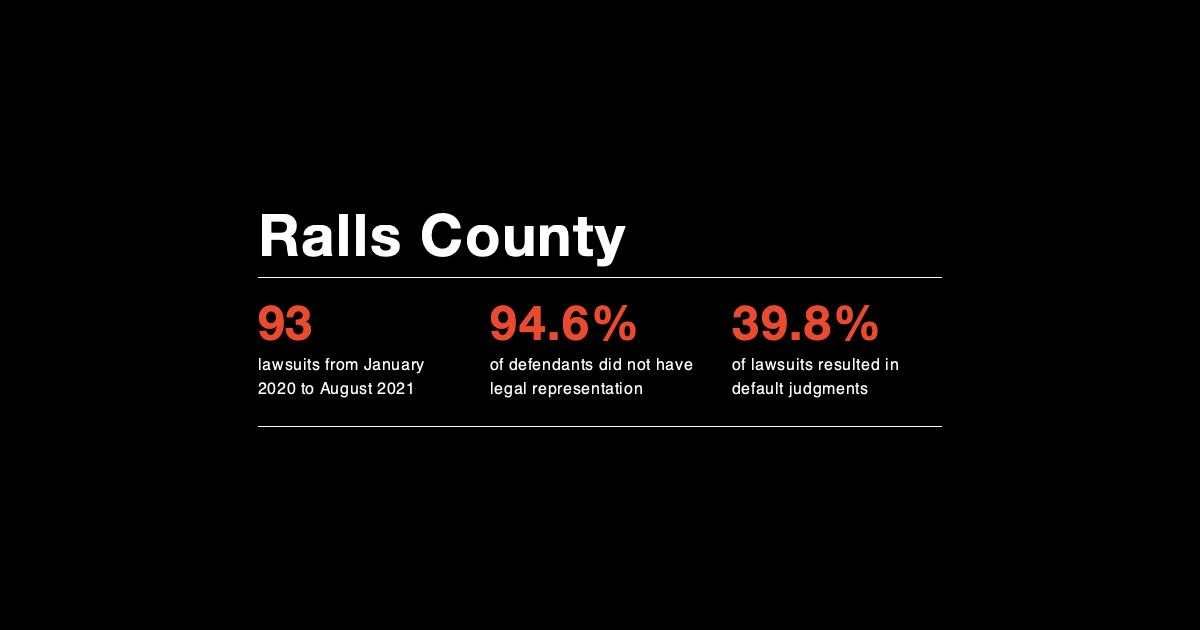 Ralls County
93
lawsuits from January
2020 to August 2021
94.6%
of defendants did not have
legal representation
39.8%
of lawsuits resulted in
default judgments